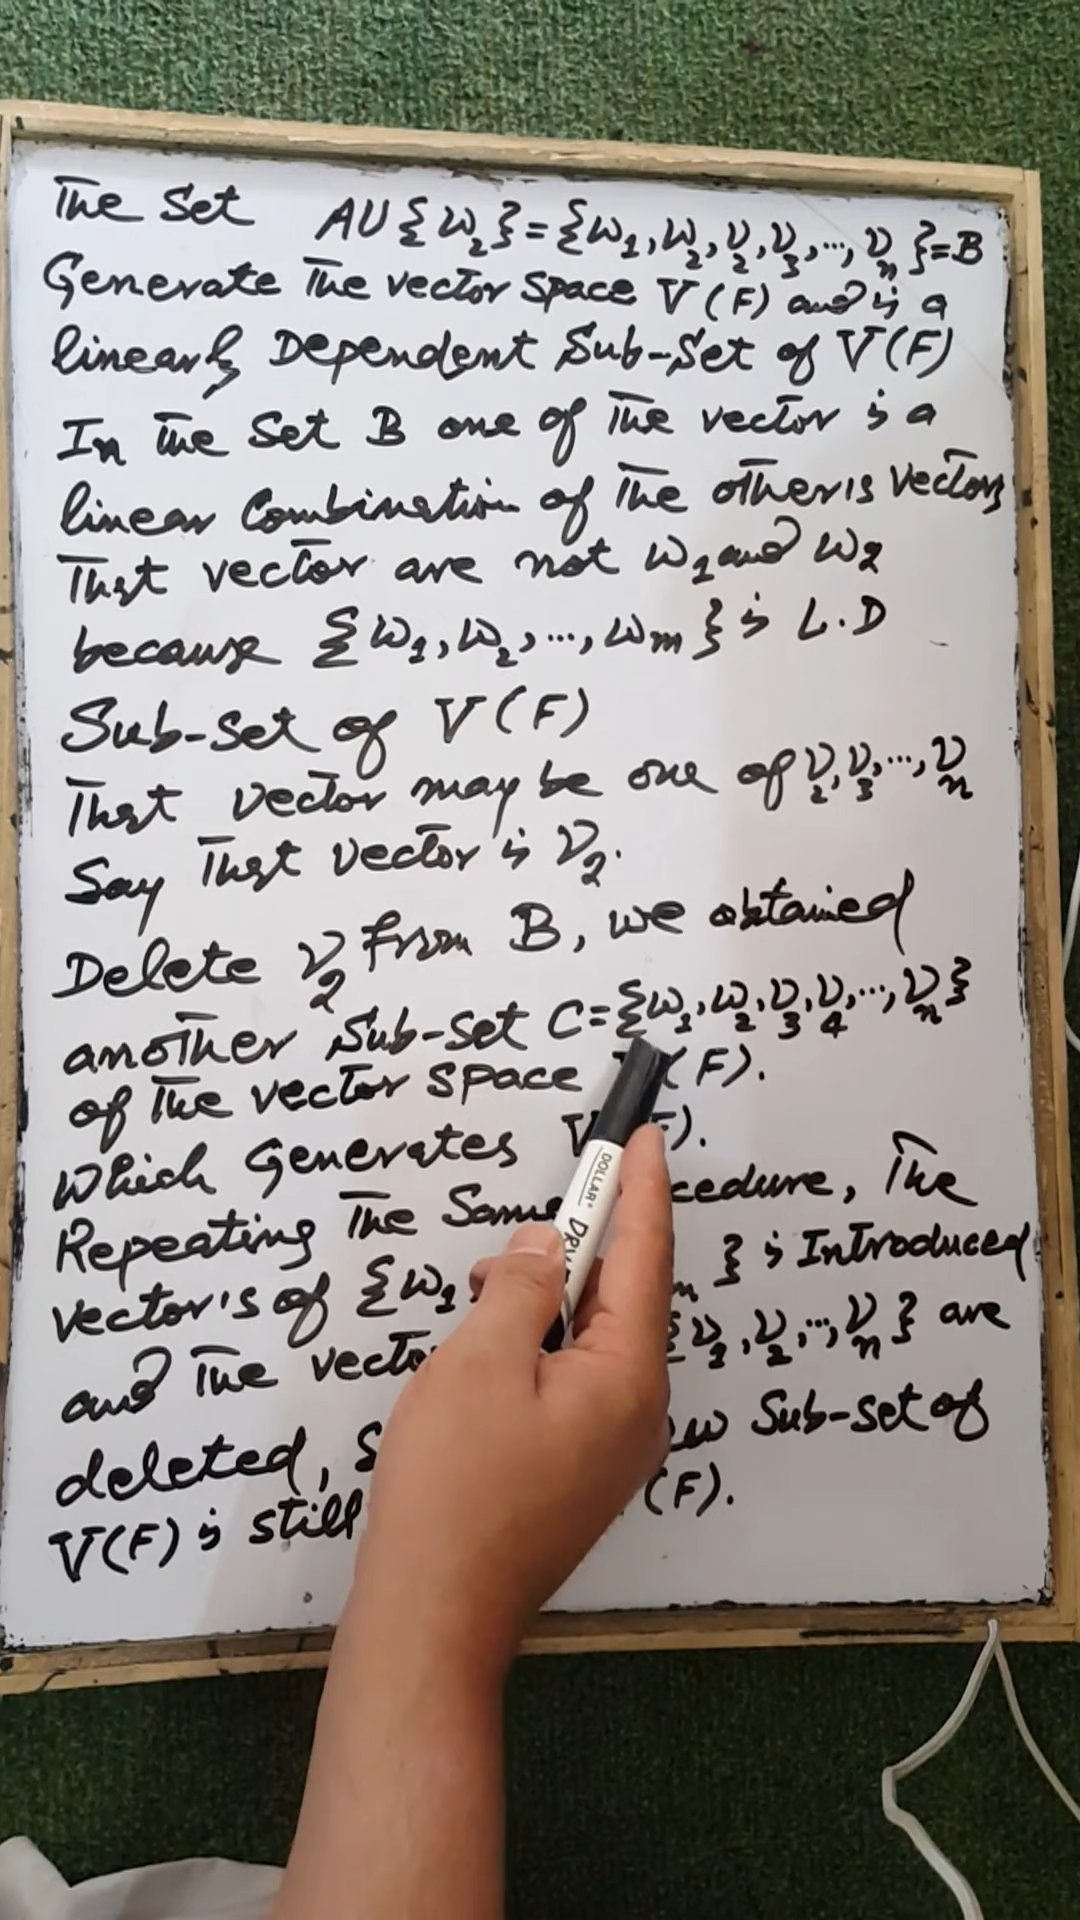 The Set AU{w₂}={w₁,w₂,v₂,v₃,...,vₙ}=B
Generate the vector space V(F) and is a
linearly Dependent Sub-Set of V(F)
In the Set B one of the vector is a
linear Combination of the other's vectors
That vector are not w₁ and w₂
because {w₁,w₂,...,wₘ} is L.D
Sub-Set of V(F)
That vector may be one of v₂,v₃,...,vₙ
Say That vector is v₂.
Delete v₂ from B, we obtained
another Sub-Set C={w₁,w₂,v₃,v₄,...,vₙ}
of the vector space (F).
Which Generates V(F).
Repeating The Same cedure, The
vector's of {w₁ ₘ} is Introduced
and The vecto {v₁,v₂,...,vₙ} are
deleted, S w Sub-set of
V(F) is still (F).
DOLLAR